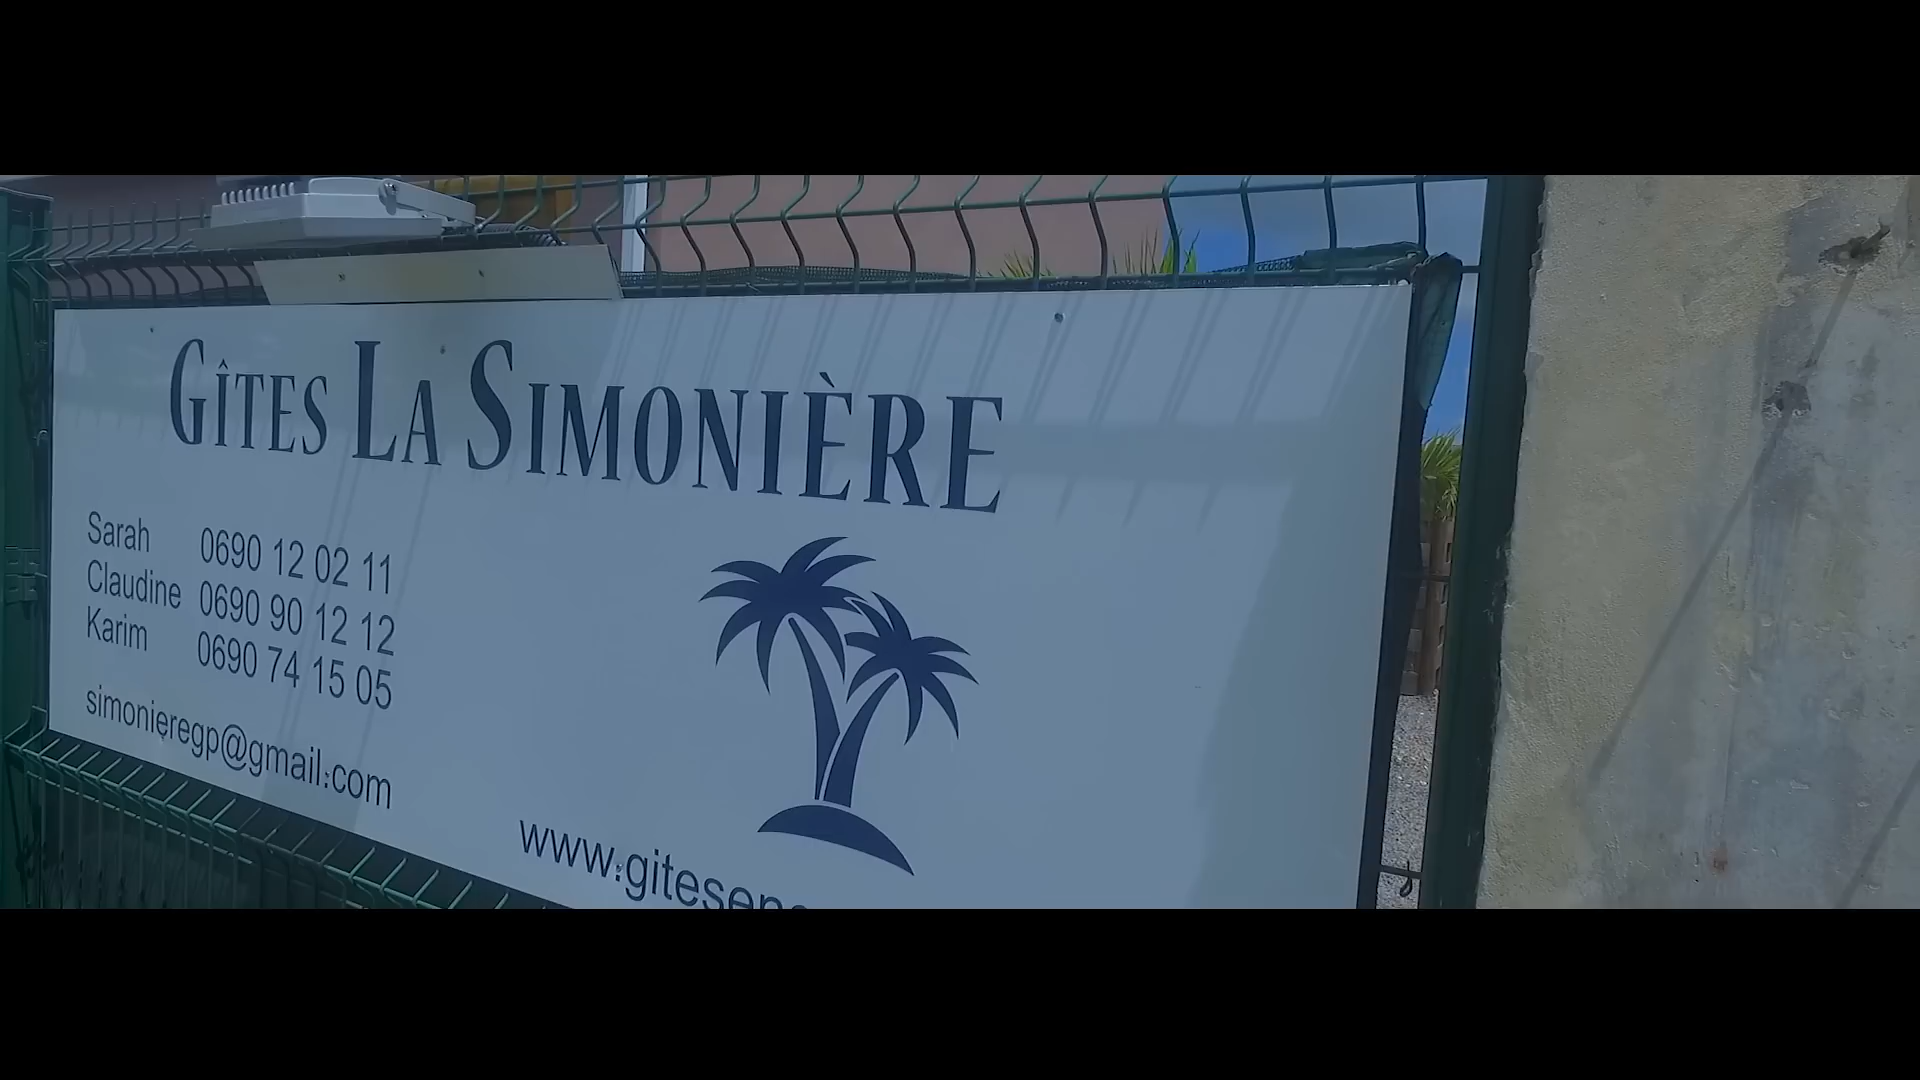 GÎTES LA SIMONIÈRE
Sarah 0690 12 02 11
Claudine 0690 90 12 12
Karim 0690 74 15 05
simonieregp@gmail.com